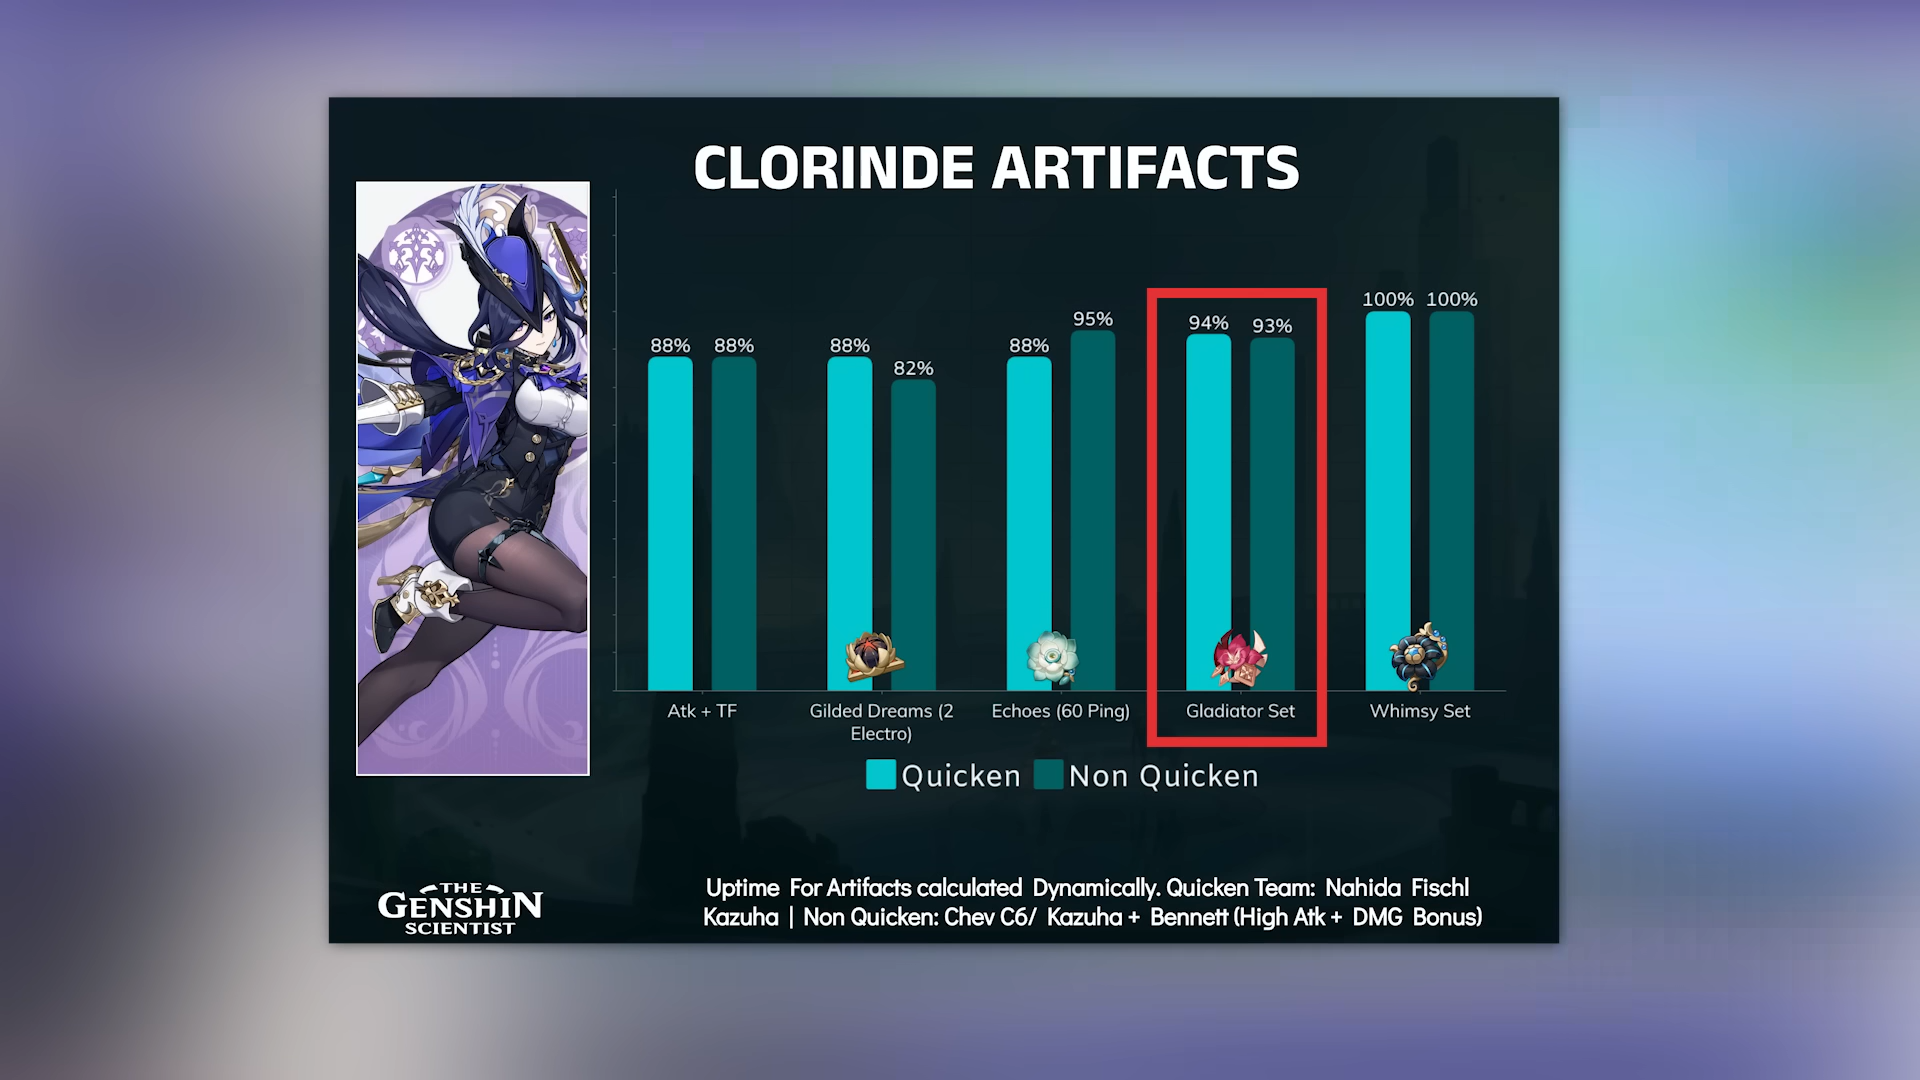 CLORINDE ARTIFACTS
88% 88% 88% 82% 88% 95% 94% 93% 100% 100%
Atk + TF
Gilded Dreams (2
Electro)
Echoes (60 Ping)
Gladiator Set
Whimsy Set
Quicken Non Quicken
Uptime For Artifacts calculated Dynamically. Quicken Team: Nahida Fischl
Kazuha | Non Quicken: Chev C6/ Kazuha + Bennett (High Atk + DMG Bonus)
THE
GENSHIN
SCIENTIST